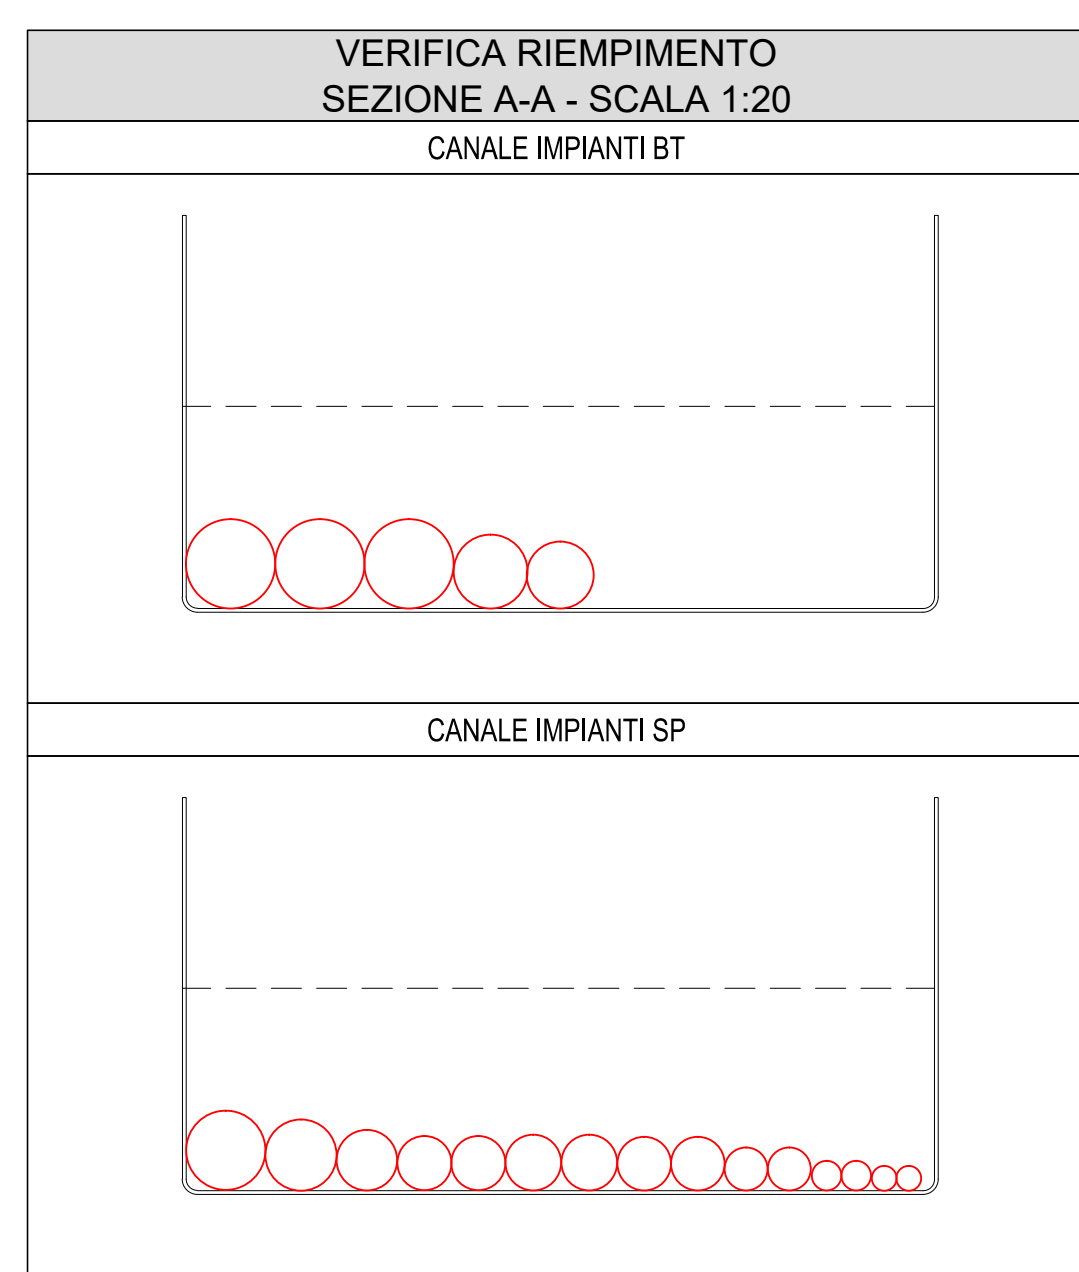 VERIFICA RIEMPIMENTO
SEZIONE A-A - SCALA 1:20
CANALE IMPIANTI BT
CANALE IMPIANTI SP